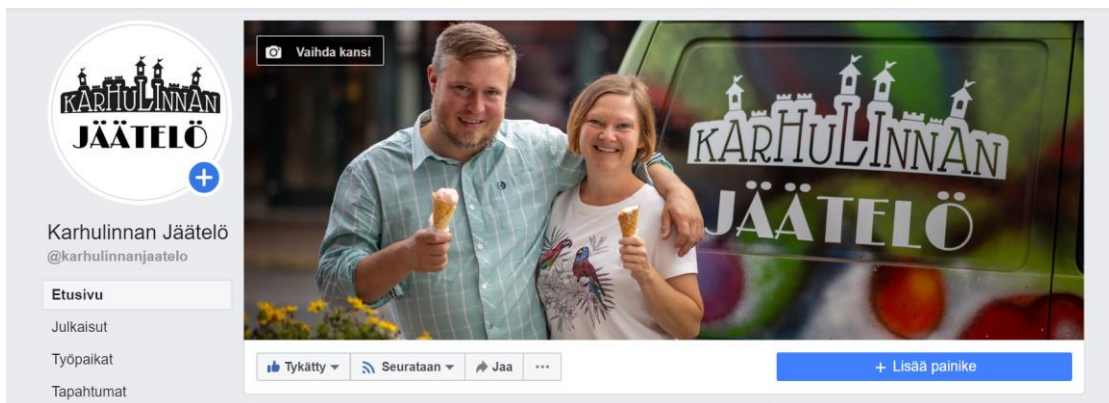 KARHULINNAN
JÄÄTELÖ
Karhulinnan Jäätelö
@karhulinnanjaatelo
Etusivu
Julkaisut
Työpaikat
Tapahtumat
Vaihda kansi
KARHULINNAN
JÄÄTELÖ
Tykätty
Seurataan
Jaa
+ Lisää painike